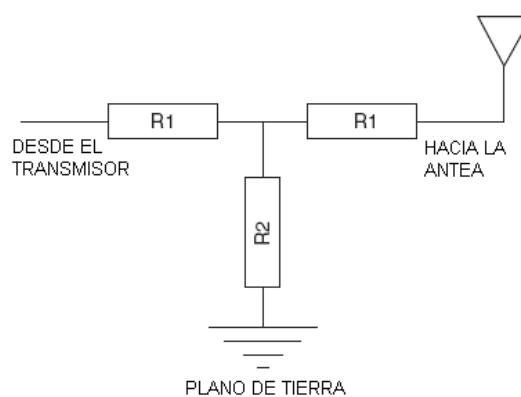 R1
R1
DESDE EL
TRANSMISOR
HACIA LA
ANTEA
R2
PLANO DE TIERRA